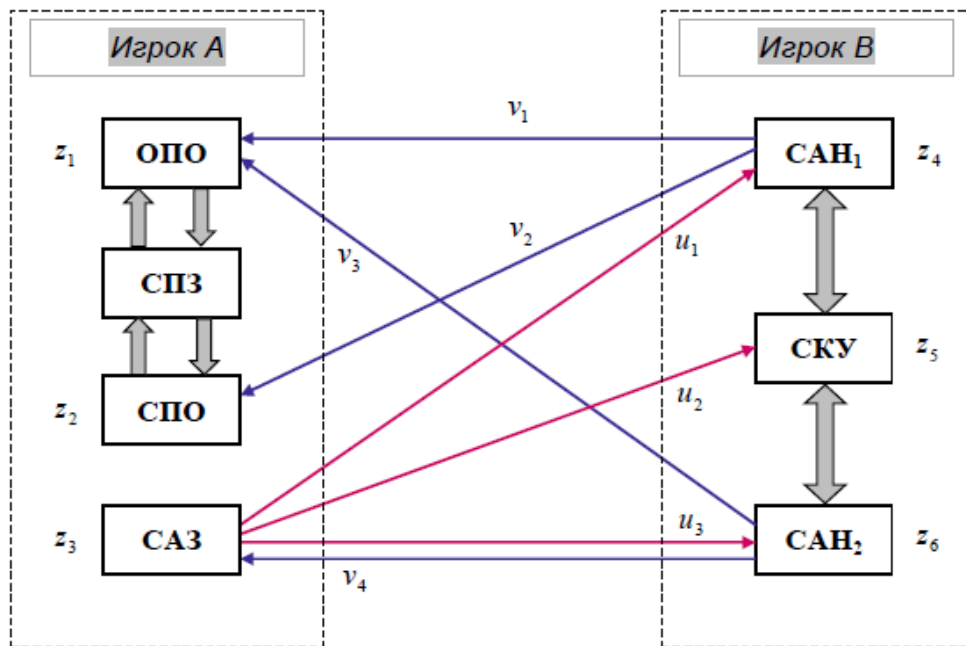 Игрок А
Игрок В
v₁
z₁
ОПО
САН₁
z₄
v₂
u₁
v₃
СПЗ
СКУ
z₅
z₂
СПО
u₂
z₃
САЗ
u₃
САН₂
z₆
v₄